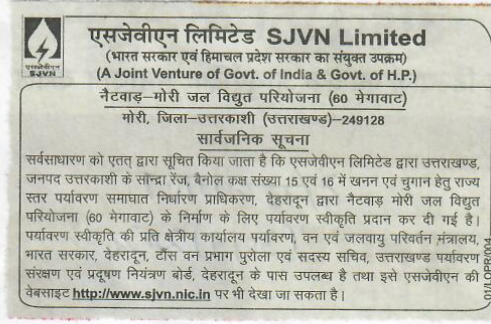 एसजेवीएन लिमिटेड SJVN Limited
(भारत सरकार एवं हिमाचल प्रदेश सरकार का संयुक्त उपक्रम)
(A Joint Venture of Govt. of India & Govt. of H.P.)
एसजेवीएन
SJVN
नैटवाड़-मोरी जल विद्युत परियोजना (60 मेगावाट)
मोरी, जिला-उत्तरकाशी (उत्तराखण्ड)-249128
सार्वजनिक सूचना
सर्वसाधारण को एतत् द्वारा सूचित किया जाता है कि एसजेवीएन लिमिटेड द्वारा उत्तराखण्ड,
जनपद उत्तरकाशी के सान्द्रा रेंज, बैनोल कक्ष संख्या 15 एवं 16 में खनन एवं चुगान हेतु राज्य
स्तर पर्यावरण समाघात निर्धारण प्राधिकरण, देहरादून द्वारा नैटवाड़ मोरी जल विद्युत
परियोजना (60 मेगावाट) के निर्माण के लिए पर्यावरण स्वीकृति प्रदान कर दी गई है।
पर्यावरण स्वीकृति की प्रति क्षेत्रीय कार्यालय पर्यावरण, वन एवं जलवायु परिवर्तन मंत्रालय,
भारत सरकार, देहरादून, टौंस वन प्रभाग पुरोला एवं सदस्य सचिव, उत्तराखण्ड पर्यावरण
संरक्षण एवं प्रदूषण नियंत्रण बोर्ड, देहरादून के पास उपलब्ध है तथा इसे एसजेवीएन की
वेबसाइट http://www.sjvn.nic.in पर भी देखा जा सकता है।
01/LOPR/004